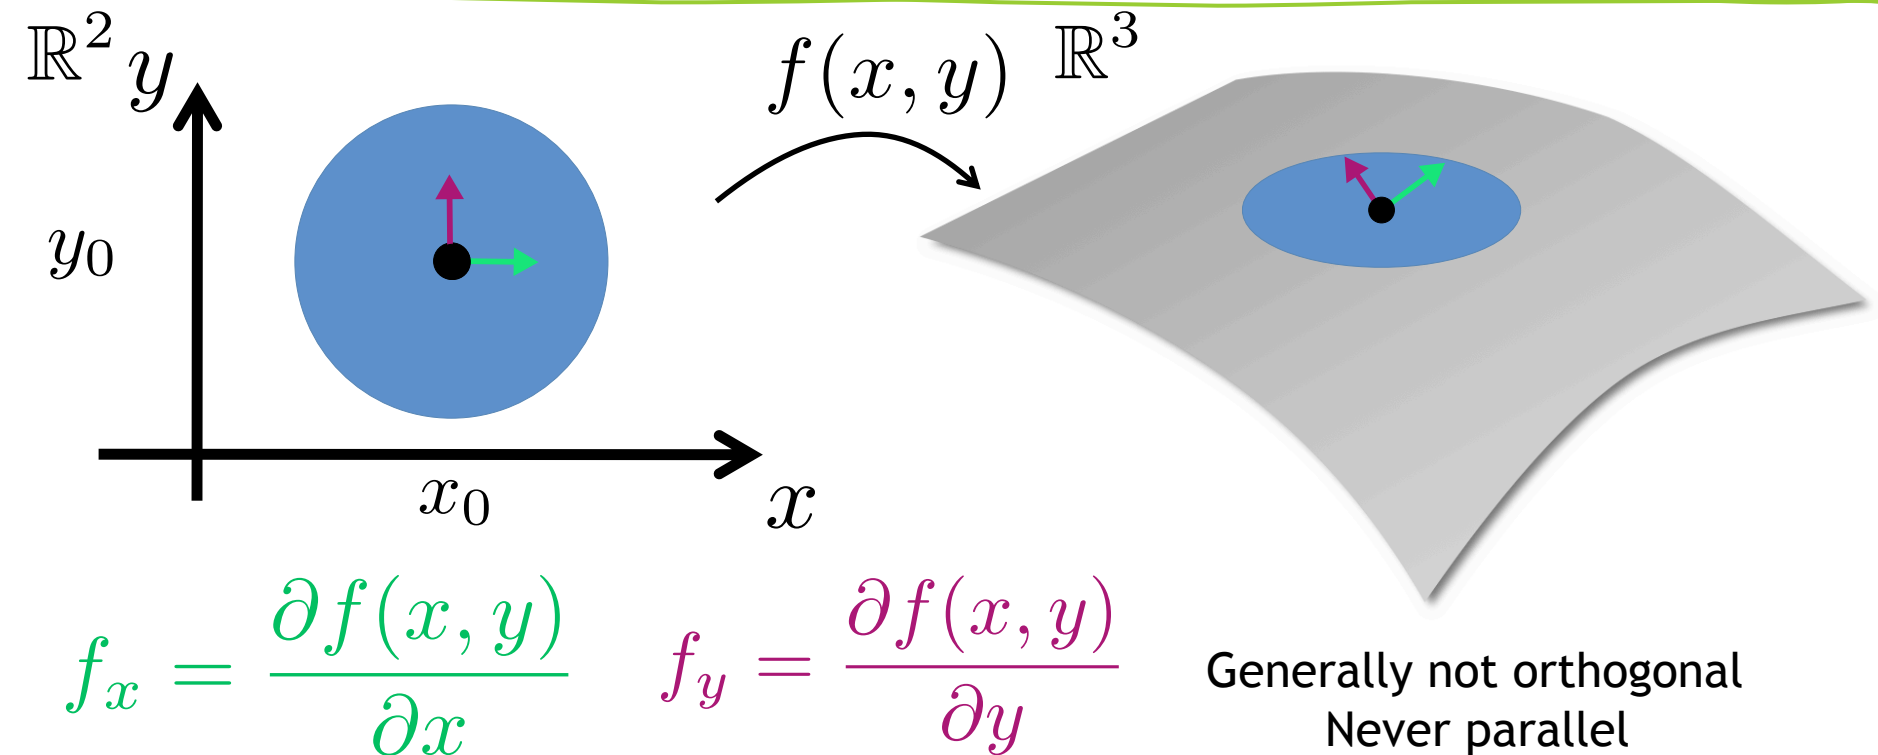 ℝ² y
f(x, y)
ℝ³
y₀
x₀
x
fₓ = ∂f(x, y) / ∂x
f_y = ∂f(x, y) / ∂y
Generally not orthogonal
Never parallel